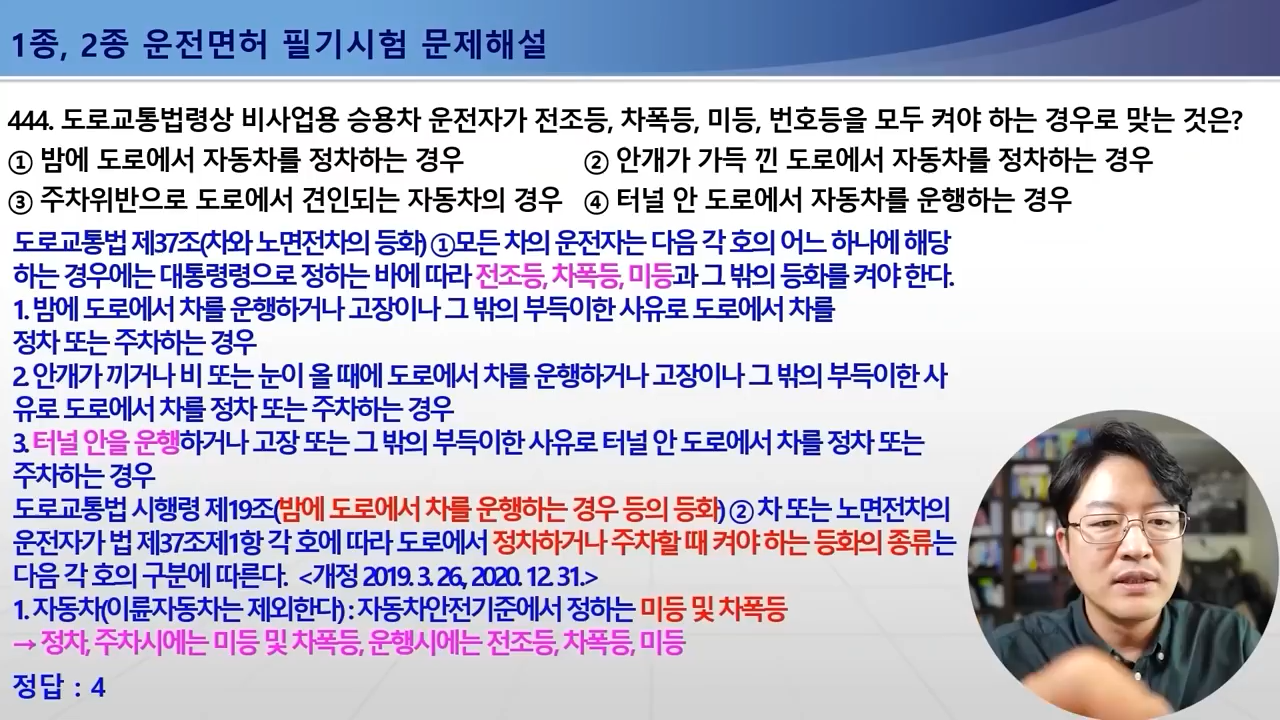 1종, 2종 운전면허 필기시험 문제해설
444. 도로교통법령상 비사업용 승용차 운전자가 전조등, 차폭등, 미등, 번호등을 모두 켜야 하는 경우로 맞는 것은?
① 밤에 도로에서 자동차를 정차하는 경우 ② 안개가 가득 낀 도로에서 자동차를 정차하는 경우
③ 주차위반으로 도로에서 견인되는 자동차의 경우 ④ 터널 안 도로에서 자동차를 운행하는 경우
도로교통법 제37조(차와 노면전차의 등화) ①모든 차의 운전자는 다음 각 호의 어느 하나에 해당
하는 경우에는 대통령령으로 정하는 바에 따라 전조등, 차폭등, 미등과 그 밖의 등화를 켜야 한다.
1. 밤에 도로에서 차를 운행하거나 고장이나 그 밖의 부득이한 사유로 도로에서 차를
정차 또는 주차하는 경우
2. 안개가 끼거나 비 또는 눈이 올 때에 도로에서 차를 운행하거나 고장이나 그 밖의 부득이한 사
유로 도로에서 차를 정차 또는 주차하는 경우
3. 터널 안을 운행하거나 고장 또는 그 밖의 부득이한 사유로 터널 안 도로에서 차를 정차 또는
주차하는 경우
도로교통법 시행령 제19조(밤에 도로에서 차를 운행하는 경우 등의 등화) ② 차 또는 노면전차의
운전자가 법 제37조제1항 각 호에 따라 도로에서 정차하거나 주차할 때 켜야 하는 등화의 종류는
다음 각 호의 구분에 따른다. <개정 2019. 3. 26, 2020. 12. 31.>
1. 자동차(이륜자동차는 제외한다) : 자동차안전기준에서 정하는 미등 및 차폭등
→ 정차, 주차시에는 미등 및 차폭등, 운행시에는 전조등, 차폭등, 미등
정답 : 4